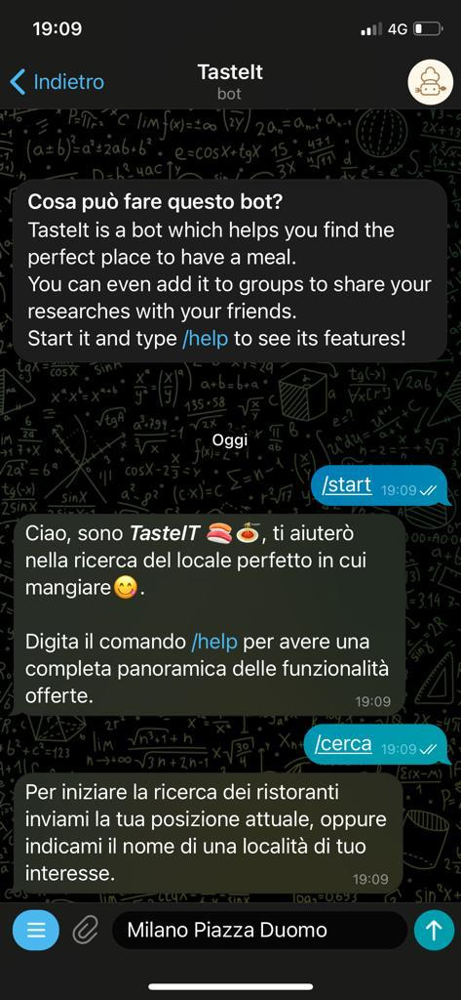 19:09
4G
Indietro
TasteIt
bot
Cosa può fare questo bot?
TasteIt is a bot which helps you find the
perfect place to have a meal.
You can even add it to groups to share your
researches with your friends.
Start it and type /help to see its features!
Oggi
/start 19:09
Ciao, sono TasteIT 🍣🍝, ti aiuterò
nella ricerca del locale perfetto in cui
mangiare😋.
Digita il comando /help per avere una
completa panoramica delle funzionalità
offerte.
19:09
/cerca 19:09
Per iniziare la ricerca dei ristoranti
inviami la tua posizione attuale, oppure
indicami il nome di una località di tuo
interesse.
19:09
Milano Piazza Duomo